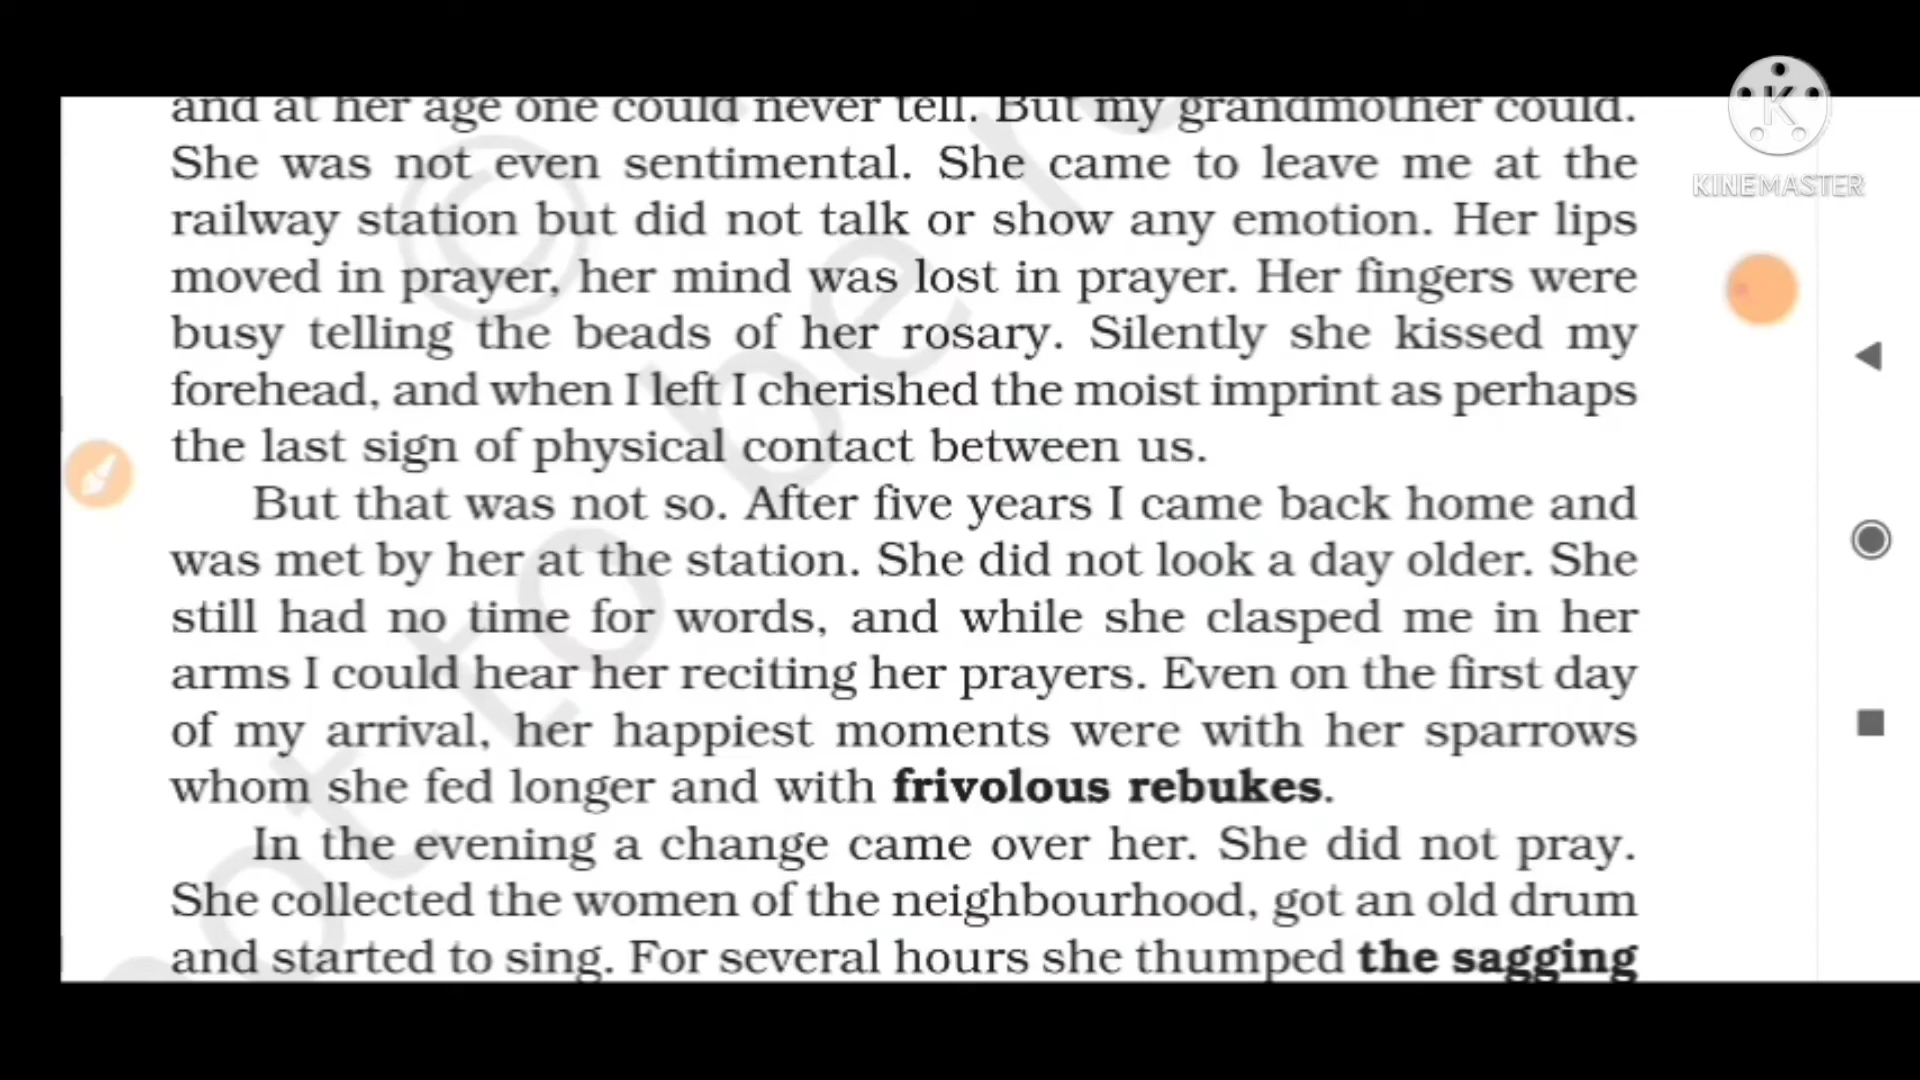 and at her age one could never tell. But my grandmother could.
She was not even sentimental. She came to leave me at the
railway station but did not talk or show any emotion. Her lips
moved in prayer, her mind was lost in prayer. Her fingers were
busy telling the beads of her rosary. Silently she kissed my
forehead, and when I left I cherished the moist imprint as perhaps
the last sign of physical contact between us.
But that was not so. After five years I came back home and
was met by her at the station. She did not look a day older. She
still had no time for words, and while she clasped me in her
arms I could hear her reciting her prayers. Even on the first day
of my arrival, her happiest moments were with her sparrows
whom she fed longer and with frivolous rebukes.
In the evening a change came over her. She did not pray.
She collected the women of the neighbourhood, got an old drum
and started to sing. For several hours she thumped the sagging
K
KINEMASTER
©
not to be r